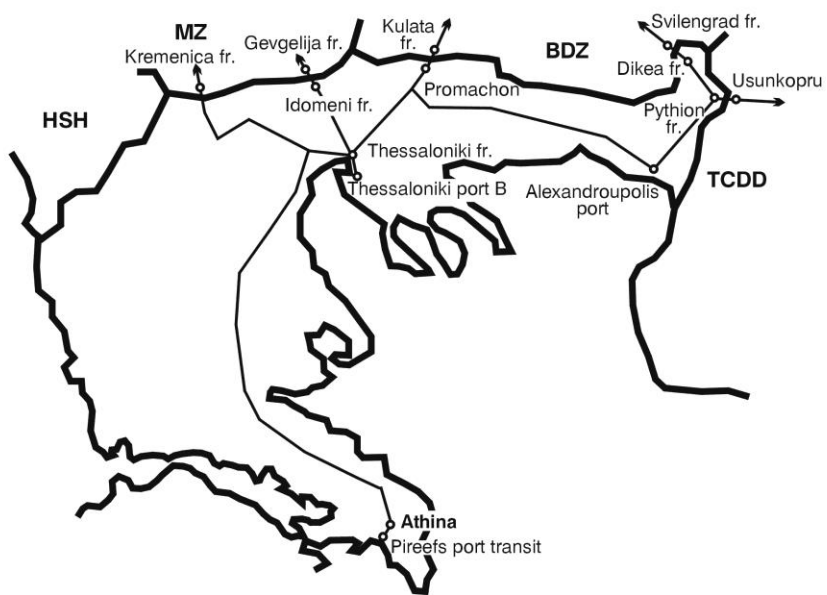 MZ
Kremenica fr.
Gevgelija fr.
Kulata
fr.
BDZ
Svilengrad fr.
Dikea fr.
Usunkopru
Idomeni fr.
Promachon
Pythion
fr.
HSH
Thessaloniki fr.
Thessaloniki port B
Alexandroupolis
port
TCDD
Athina
Pireefs port transit